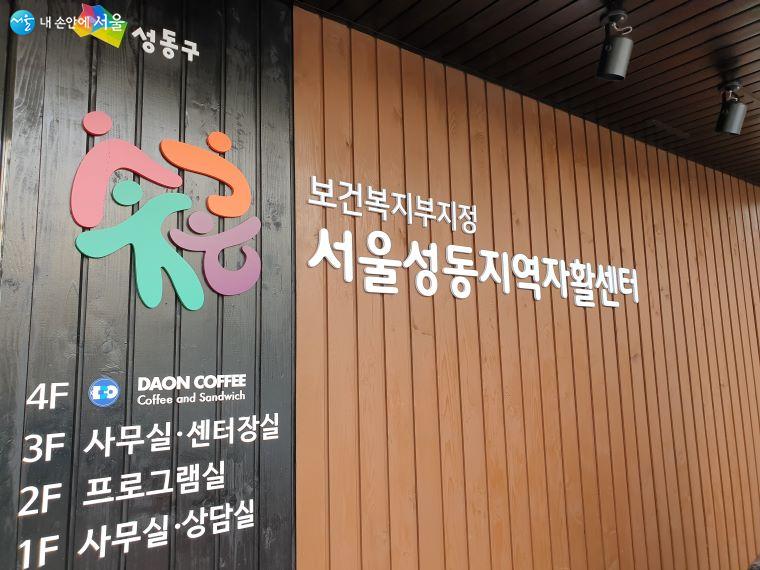 서울 내 손안에 서울
성동구
보건복지부지정
서울성동지역자활센터
4F DAON COFFEE
Coffee and Sandwich
3F 사무실·센터장실
2F 프로그램실
1F 사무실·상담실